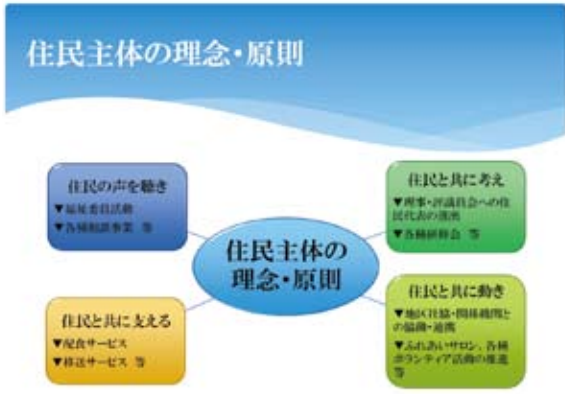 住民主体の理念・原則
住民の声を聴き
▼福祉委員活動
▼各種相談事業 等
住民と共に考え
▼理事・評議員会への住
民代表の選出
▼各種研修会 等
住民主体の
理念・原則
住民と共に支える
▼配食サービス
▼移送サービス 等
住民と共に動き
▼地区社協・関係機関と
の協働・連携
▼ふれあいサロン、各種
ボランティア活動の推進
等